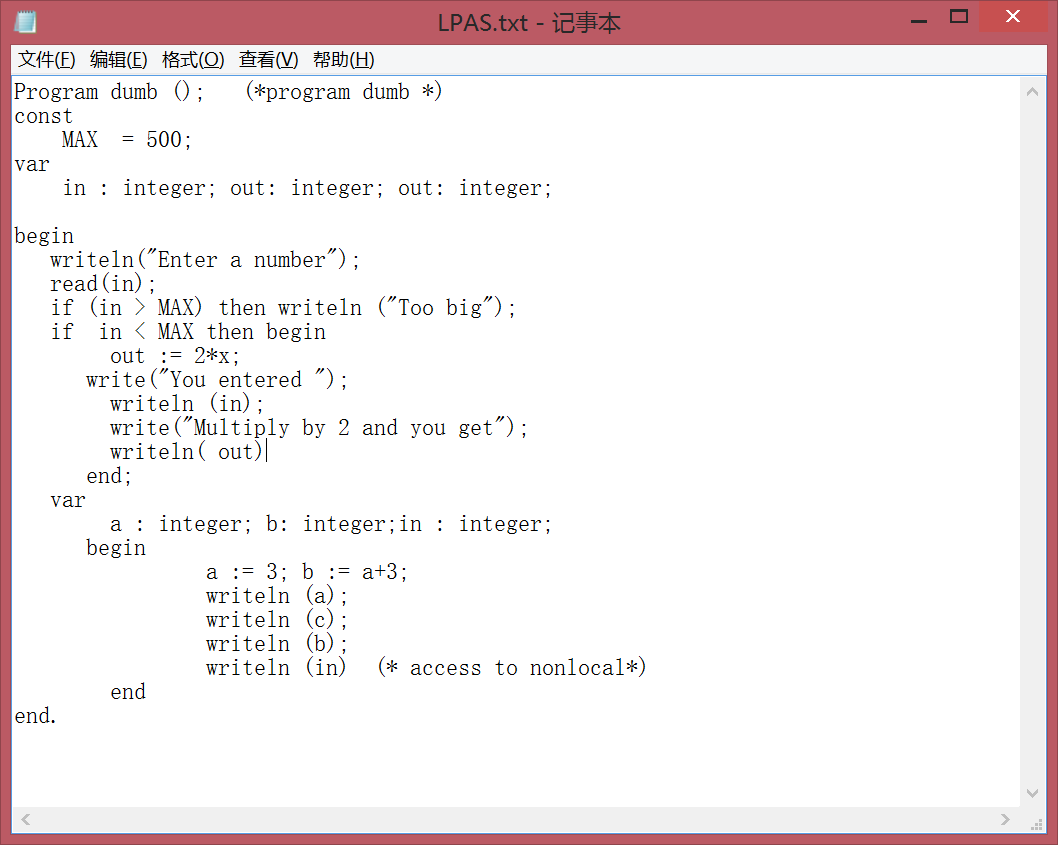 LPAS.txt - 记事本
文件(F) 编辑(E) 格式(O) 查看(V) 帮助(H)
Program dumb ();   (*program dumb *)
const
    MAX  = 500;
var
    in : integer; out: integer; out: integer;
begin
   writeln("Enter a number");
   read(in);
   if (in > MAX) then writeln ("Too big");
   if  in < MAX then begin
        out := 2*x;
      write("You entered ");
        writeln (in);
        write("Multiply by 2 and you get");
        writeln( out)
      end;
   var
        a : integer; b: integer;in : integer;
      begin
                a := 3; b := a+3;
                writeln (a);
                writeln (c);
                writeln (b);
                writeln (in)  (* access to nonlocal*)
        end
end.